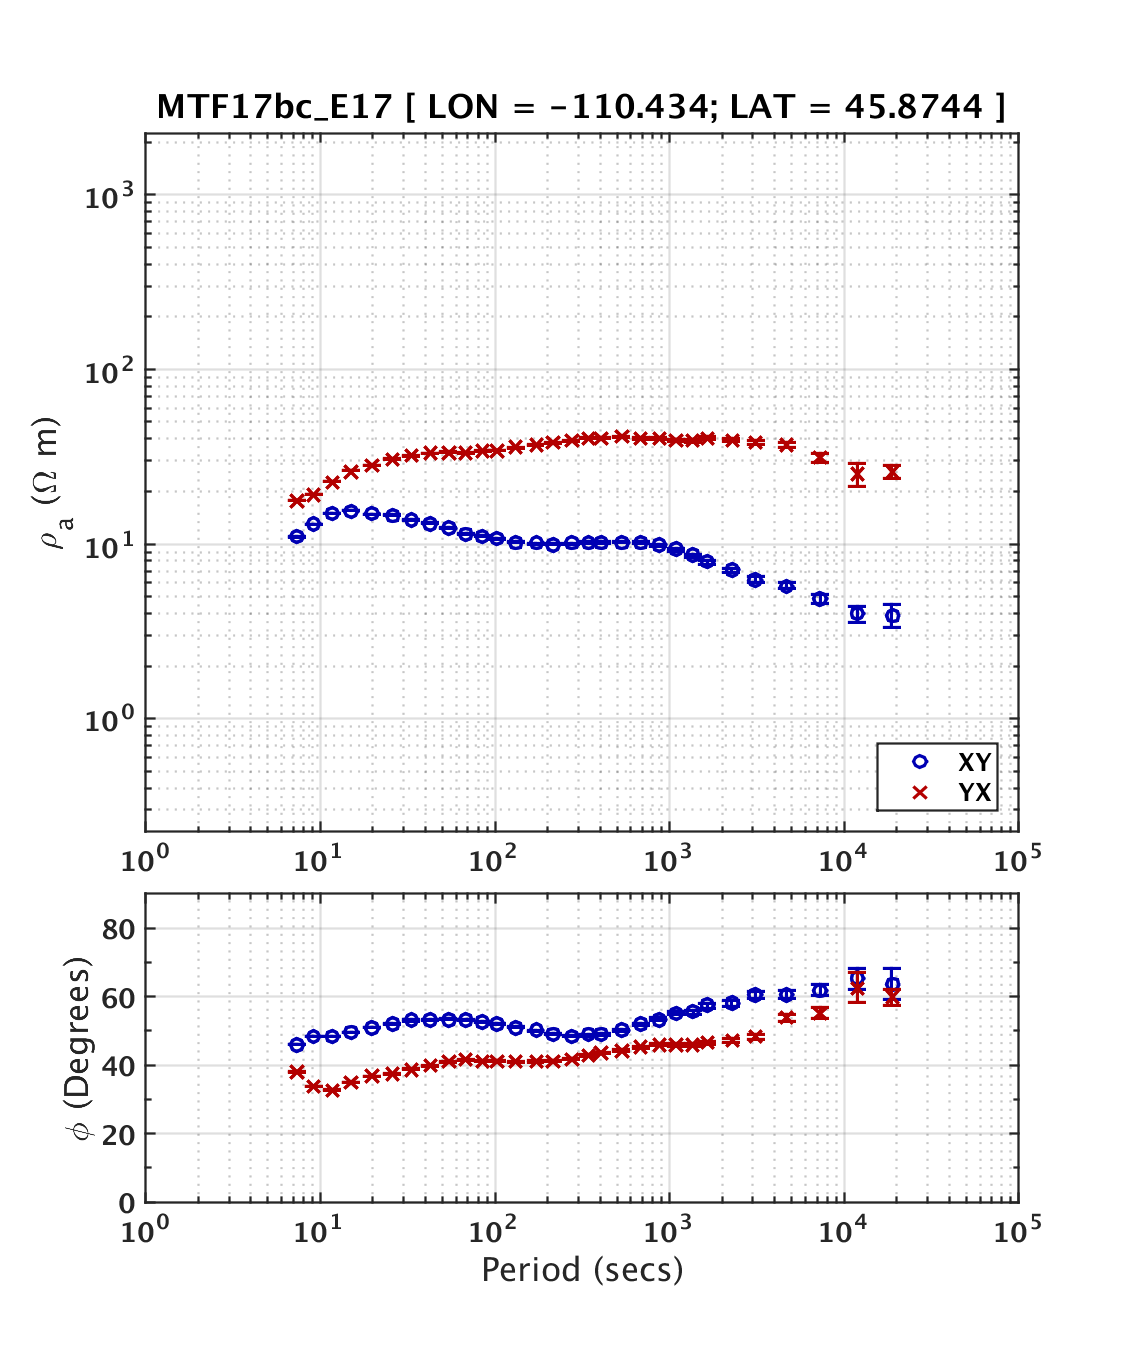 MTF17bc_E17 [ LON = -110.434; LAT = 45.8744 ]
10³
10²
10¹
10⁰
ρₐ (Ω m)
XY
YX
10⁰ 10¹ 10² 10³ 10⁴ 10⁵
80
60
40
20
0
ϕ (Degrees)
10⁰ 10¹ 10² 10³ 10⁴ 10⁵
Period (secs)